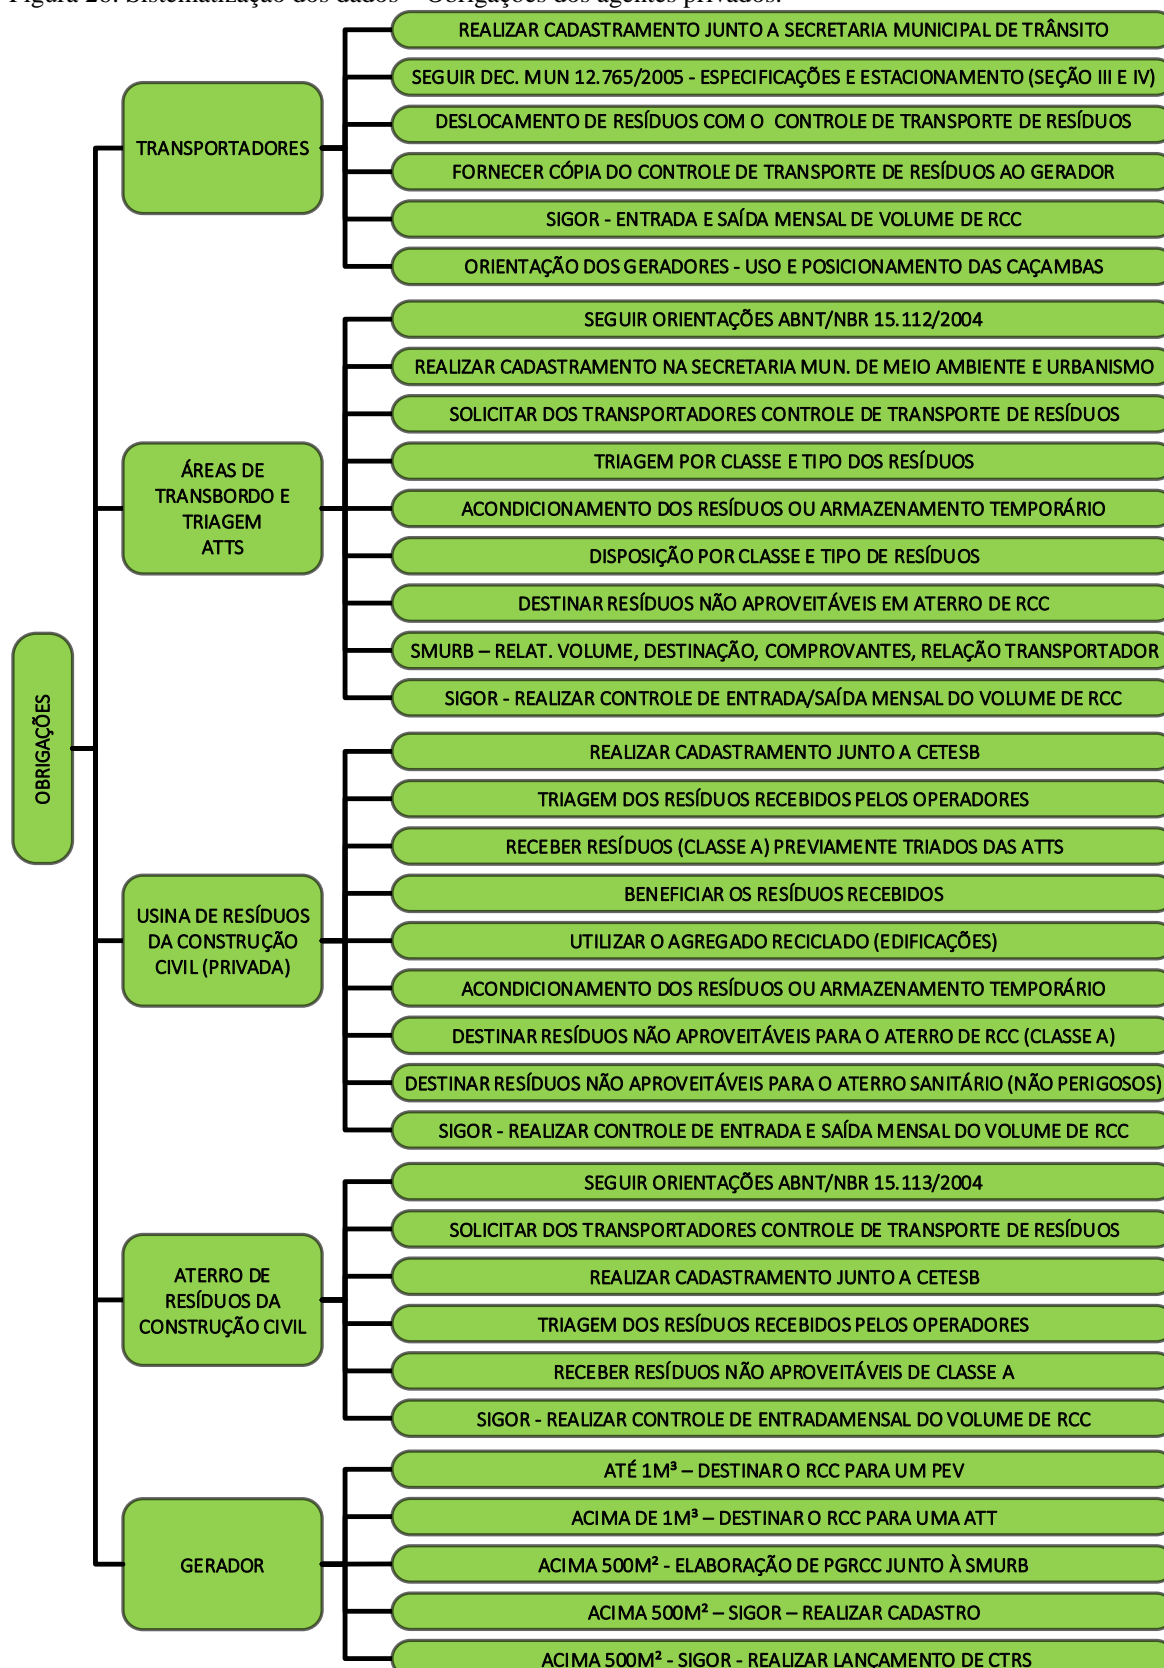 Figura 26. Sistematização dos dados – Obrigações dos agentes privados.
OBRIGAÇÕES
TRANSPORTADORES
REALIZAR CADASTRAMENTO JUNTO A SECRETARIA MUNICIPAL DE TRÂNSITO
SEGUIR DEC. MUN 12.765/2005 - ESPECIFICAÇÕES E ESTACIONAMENTO (SEÇÃO III E IV)
DESLOCAMENTO DE RESÍDUOS COM O CONTROLE DE TRANSPORTE DE RESÍDUOS
FORNECER CÓPIA DO CONTROLE DE TRANSPORTE DE RESÍDUOS AO GERADOR
SIGOR - ENTRADA E SAÍDA MENSAL DE VOLUME DE RCC
ORIENTAÇÃO DOS GERADORES - USO E POSICIONAMENTO DAS CAÇAMBAS
ÁREAS DE
TRANSBORDO E
TRIAGEM
ATTS
SEGUIR ORIENTAÇÕES ABNT/NBR 15.112/2004
REALIZAR CADASTRAMENTO NA SECRETARIA MUN. DE MEIO AMBIENTE E URBANISMO
SOLICITAR DOS TRANSPORTADORES CONTROLE DE TRANSPORTE DE RESÍDUOS
TRIAGEM POR CLASSE E TIPO DOS RESÍDUOS
ACONDICIONAMENTO DOS RESÍDUOS OU ARMAZENAMENTO TEMPORÁRIO
DISPOSIÇÃO POR CLASSE E TIPO DE RESÍDUOS
DESTINAR RESÍDUOS NÃO APROVEITÁVEIS EM ATERRO DE RCC
SMURB – RELAT. VOLUME, DESTINAÇÃO, COMPROVANTES, RELAÇÃO TRANSPORTADOR
SIGOR - REALIZAR CONTROLE DE ENTRADA/SAÍDA MENSAL DO VOLUME DE RCC
USINA DE RESÍDUOS
DA CONSTRUÇÃO
CIVIL (PRIVADA)
REALIZAR CADASTRAMENTO JUNTO A CETESB
TRIAGEM DOS RESÍDUOS RECEBIDOS PELOS OPERADORES
RECEBER RESÍDUOS (CLASSE A) PREVIAMENTE TRIADOS DAS ATTS
BENEFICIAR OS RESÍDUOS RECEBIDOS
UTILIZAR O AGREGADO RECICLADO (EDIFICAÇÕES)
ACONDICIONAMENTO DOS RESÍDUOS OU ARMAZENAMENTO TEMPORÁRIO
DESTINAR RESÍDUOS NÃO APROVEITÁVEIS PARA O ATERRO DE RCC (CLASSE A)
DESTINAR RESÍDUOS NÃO APROVEITÁVEIS PARA O ATERRO SANITÁRIO (NÃO PERIGOSOS)
SIGOR - REALIZAR CONTROLE DE ENTRADA E SAÍDA MENSAL DO VOLUME DE RCC
ATERRO DE
RESÍDUOS DA
CONSTRUÇÃO CIVIL
SEGUIR ORIENTAÇÕES ABNT/NBR 15.113/2004
SOLICITAR DOS TRANSPORTADORES CONTROLE DE TRANSPORTE DE RESÍDUOS
REALIZAR CADASTRAMENTO JUNTO A CETESB
TRIAGEM DOS RESÍDUOS RECEBIDOS PELOS OPERADORES
RECEBER RESÍDUOS NÃO APROVEITÁVEIS DE CLASSE A
SIGOR - REALIZAR CONTROLE DE ENTRADAMENSAL DO VOLUME DE RCC
GERADOR
ATÉ 1M³ – DESTINAR O RCC PARA UM PEV
ACIMA DE 1M³ – DESTINAR O RCC PARA UMA ATT
ACIMA 500M² - ELABORAÇÃO DE PGRCC JUNTO À SMURB
ACIMA 500M² – SIGOR – REALIZAR CADASTRO
ACIMA 500M² - SIGOR - REALIZAR LANÇAMENTO DE CTRS